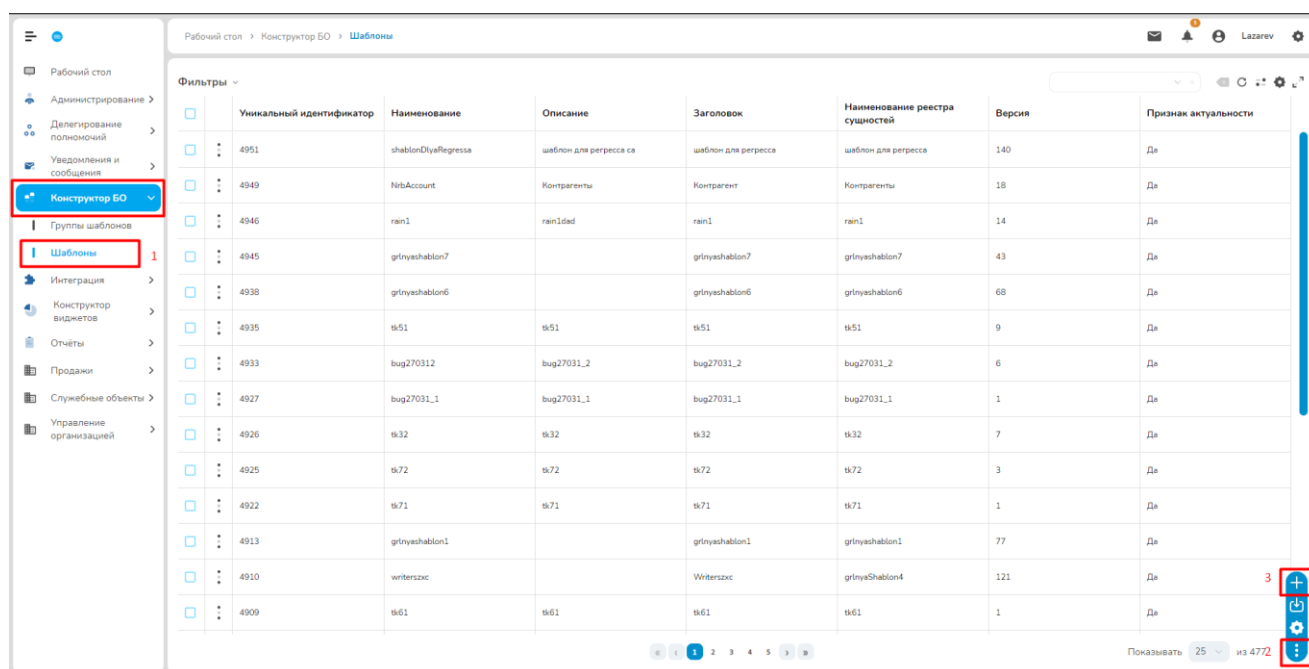 Рабочий стол > Конструктор БО > Шаблоны
5
Lazarev
Рабочий стол
Администрирование
Делегирование
полномочий
Уведомления и
сообщения
Конструктор БО
Группы шаблонов
Шаблоны 1
Интеграция
Конструктор
виджетов
Отчёты
Продажи
Служебные объекты
Управление
организацией
Фильтры
Уникальный идентификатор Наименование Описание Заголовок Наименование реестра сущностей Версия Признак актуальности
4951 shablonDlyaRegressa шаблон для регресса са шаблон для регресса шаблон для регресса 140 Да
4949 NrbAccount Контрагенты Контрагент Контрагенты 18 Да
4946 rain1 rain1dad rain1 rain1 14 Да
4945 grlnyashablon7 grlnyashablon7 grlnyashablon7 43 Да
4938 grlnyashablon6 grlnyashablon6 grlnyashablon6 68 Да
4935 tk51 tk51 tk51 tk51 9 Да
4933 bug270312 bug27031_2 bug27031_2 bug27031_2 6 Да
4927 bug27031_1 bug27031_1 bug27031_1 bug27031_1 1 Да
4926 tk32 tk32 tk32 tk32 7 Да
4925 tk72 tk72 tk72 tk72 3 Да
4922 tk71 tk71 tk71 tk71 1 Да
4913 grlnyashablon1 grlnyashablon1 grlnyashablon1 77 Да
4910 writerszxc Writerszxc grlnyaShablon4 121 Да 3
4909 tk61 tk61 tk61 tk61 1 Да
« ‹ 1 2 3 4 5 › »
Показывать 25 из 477 2